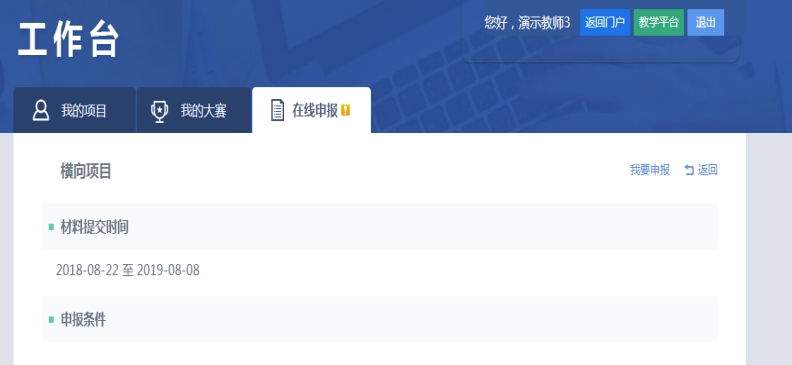 工作台
您好，演示教师3 返回门户 教学平台 退出
我的项目 我的大赛 在线申报
横向项目 我要申报 返回
材料提交时间
2018-08-22 至 2019-08-08
申报条件